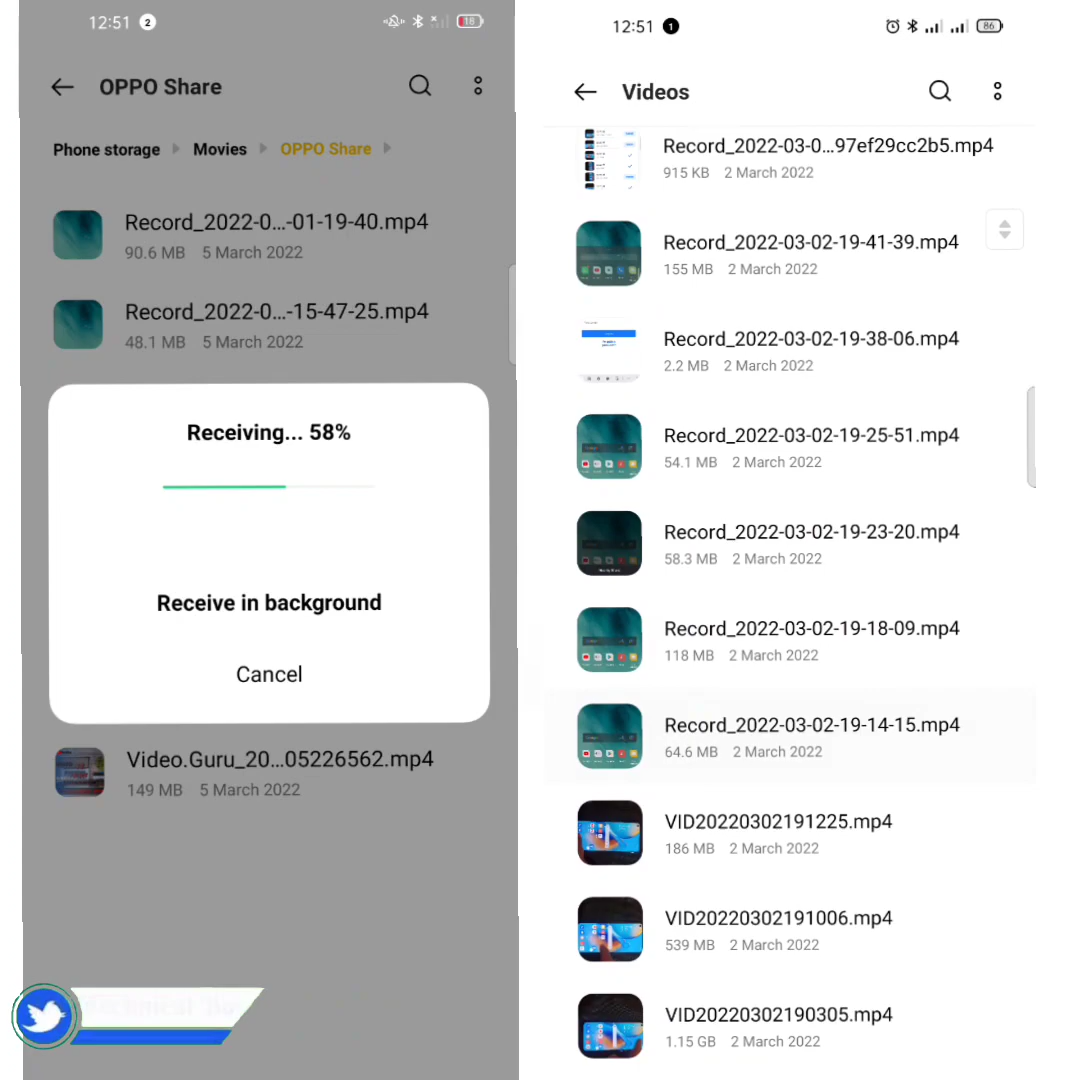 12:51 2
18
OPPO Share
Phone storage Movies OPPO Share
Record_2022-0...-01-19-40.mp4
90.6 MB 5 March 2022
Record_2022-0...-15-47-25.mp4
48.1 MB 5 March 2022
Receiving... 58%
Receive in background
Cancel
Video.Guru_20...05226562.mp4
149 MB 5 March 2022
12:51 1
86
Videos
Record_2022-03-0...97ef29cc2b5.mp4
915 KB 2 March 2022
Record_2022-03-02-19-41-39.mp4
155 MB 2 March 2022
Record_2022-03-02-19-38-06.mp4
2.2 MB 2 March 2022
Record_2022-03-02-19-25-51.mp4
54.1 MB 2 March 2022
Record_2022-03-02-19-23-20.mp4
58.3 MB 2 March 2022
Record_2022-03-02-19-18-09.mp4
118 MB 2 March 2022
Record_2022-03-02-19-14-15.mp4
64.6 MB 2 March 2022
VID20220302191225.mp4
186 MB 2 March 2022
VID20220302191006.mp4
539 MB 2 March 2022
VID20220302190305.mp4
1.15 GB 2 March 2022